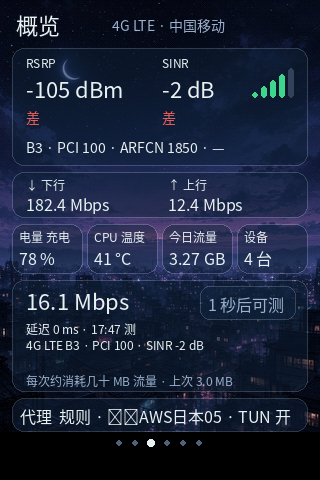 概览 4G LTE · 中国移动
RSRP SINR
-105 dBm -2 dB
差 差
B3 · PCI 100 · ARFCN 1850 · —
↓ 下行 ↑ 上行
182.4 Mbps 12.4 Mbps
电量 充电 CPU 温度 今日流量 设备
78 % 41 °C 3.27 GB 4 台
16.1 Mbps 1 秒后可测
延迟 0 ms · 17:47 测
4G LTE B3 · PCI 100 · SINR -2 dB
每次约消耗几十 MB 流量 · 上次 3.0 MB
代理 规则 · AWS日本05 · TUN 开